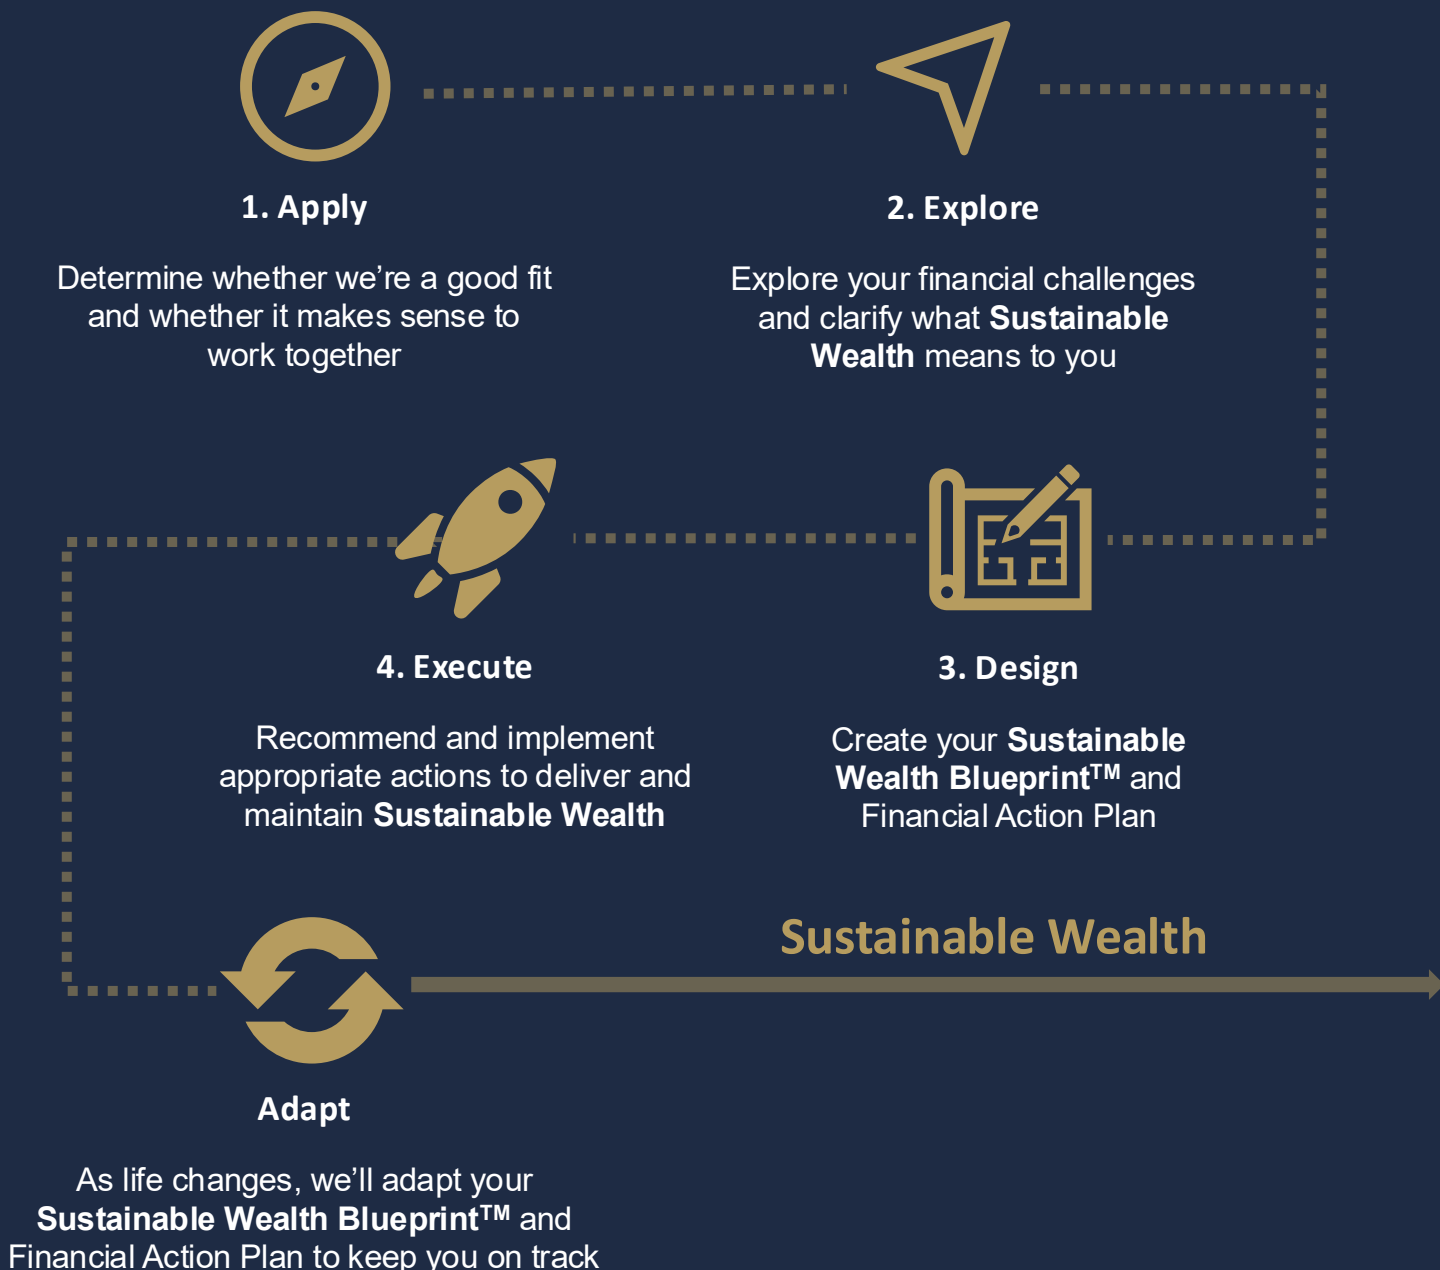 1. Apply
Determine whether we’re a good fit
and whether it makes sense to
work together
2. Explore
Explore your financial challenges
and clarify what Sustainable
Wealth means to you
3. Design
Create your Sustainable
Wealth Blueprint™ and
Financial Action Plan
4. Execute
Recommend and implement
appropriate actions to deliver and
maintain Sustainable Wealth
Adapt
As life changes, we’ll adapt your
Sustainable Wealth Blueprint™ and
Financial Action Plan to keep you on track
Sustainable Wealth